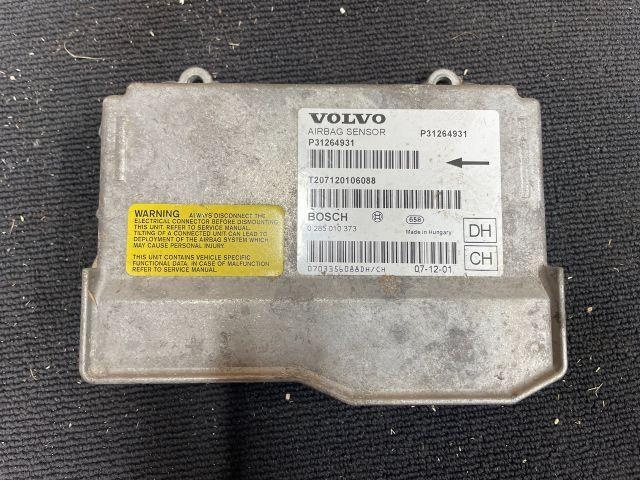 VOLVO
AIRBAG SENSOR P31264931
P31264931
T207120106088
BOSCH 658 DH
0 285 010 373 Made in Hungary
CH
0703356088DH/CH 07-12-01
WARNING ALWAYS DISCONNECT THE
ELECTRICAL CONNECTOR BEFORE DISMOUNTING
THIS UNIT. REFER TO SERVICE MANUAL.
TILTING OF A CONNECTED UNIT CAN LEAD TO
DEPLOYMENT OF THE AIRBAG SYSTEM WHICH
MAY CAUSE PERSONAL INJURY
THIS UNIT CONTAINS VEHICLE SPECIFIC
FUNCTIONAL DATA. IN CASE OF MALFUNCTION
REFER TO SERVICE MANUAL.